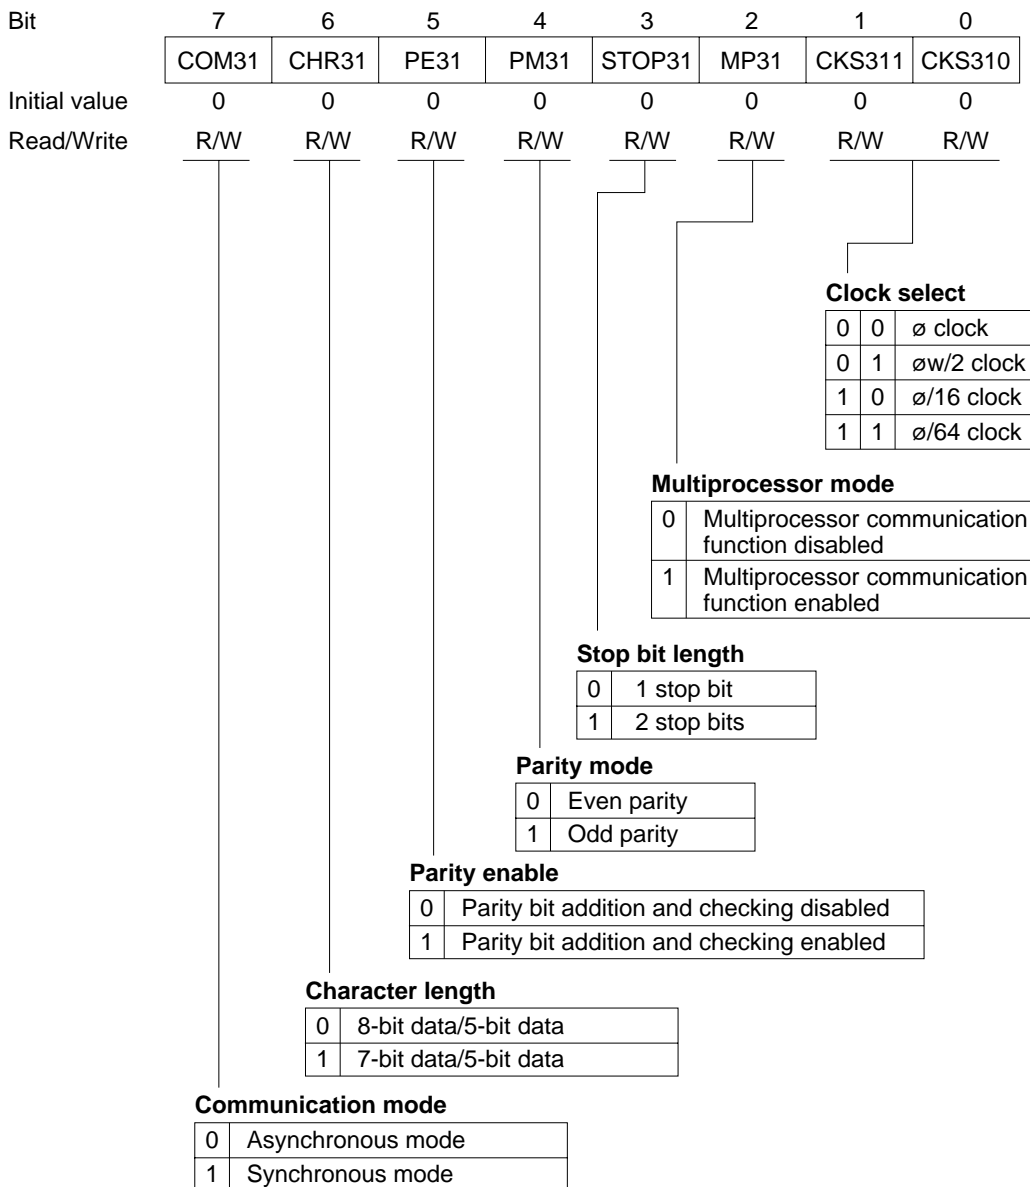 Bit 7 6 5 4 3 2 1 0
COM31 CHR31 PE31 PM31 STOP31 MP31 CKS311 CKS310
Initial value 0 0 0 0 0 0 0 0
Read/Write R/W R/W R/W R/W R/W R/W R/W R/W
Clock select
0 0 ø clock
0 1 øw/2 clock
1 0 ø/16 clock
1 1 ø/64 clock
Multiprocessor mode
0 Multiprocessor communication
function disabled
1 Multiprocessor communication
function enabled
Stop bit length
0 1 stop bit
1 2 stop bits
Parity mode
0 Even parity
1 Odd parity
Parity enable
0 Parity bit addition and checking disabled
1 Parity bit addition and checking enabled
Character length
0 8-bit data/5-bit data
1 7-bit data/5-bit data
Communication mode
0 Asynchronous mode
1 Synchronous mode